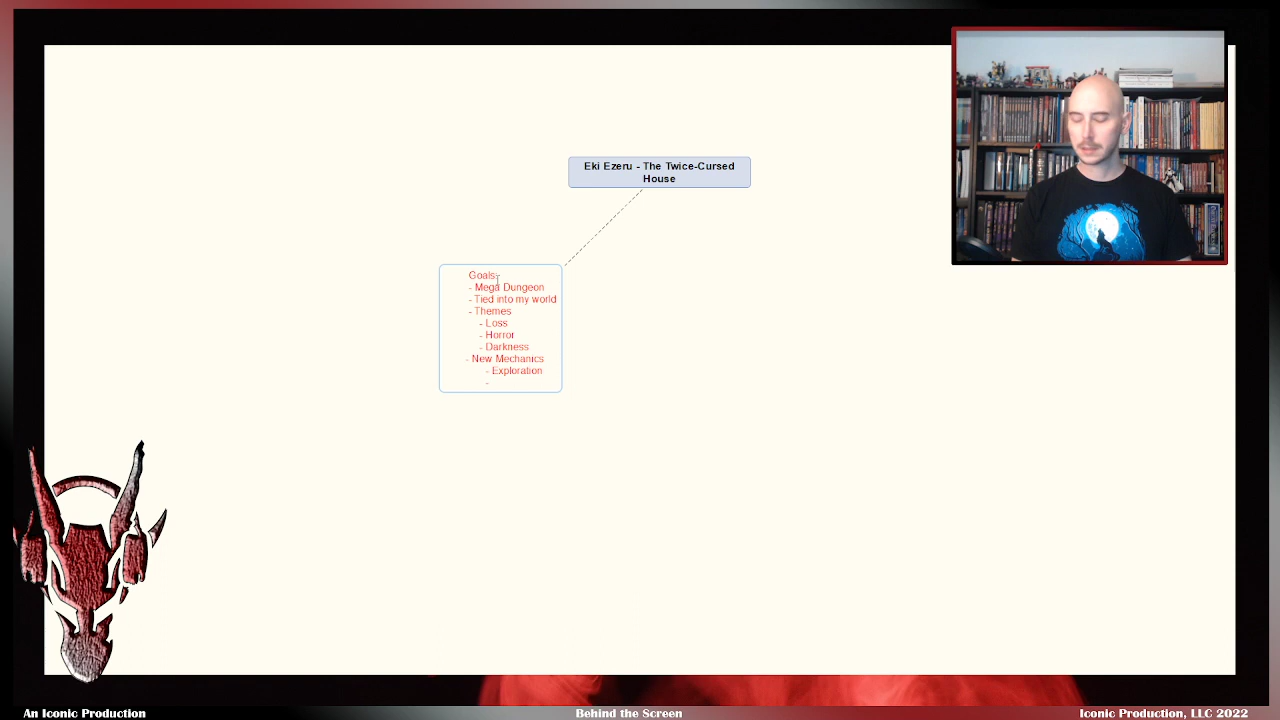 Eki Ezeru - The Twice-Cursed
House
Goals:
- Mega Dungeon
- Tied into my world
- Themes
- Loss
- Horror
- Darkness
- New Mechanics
- Exploration
-
An Iconic Production
Behind the Screen
Iconic Production, LLC 2022